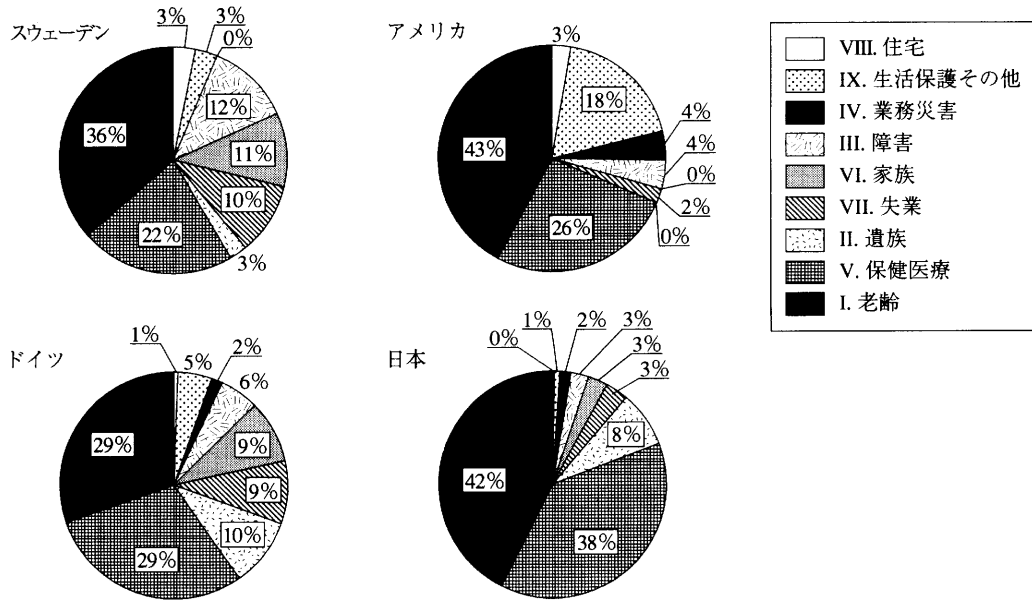 スウェーデン
3%
3%
0%
12%
11%
10%
3%
22%
36%
アメリカ
3%
18%
4%
4%
0%
2%
0%
26%
43%
VIII. 住宅
IX. 生活保護その他
IV. 業務災害
III. 障害
VI. 家族
VII. 失業
II. 遺族
V. 保健医療
I. 老齢
ドイツ
1%
5%
2%
6%
9%
9%
10%
29%
29%
日本
0%
1%
2%
3%
3%
3%
8%
38%
42%